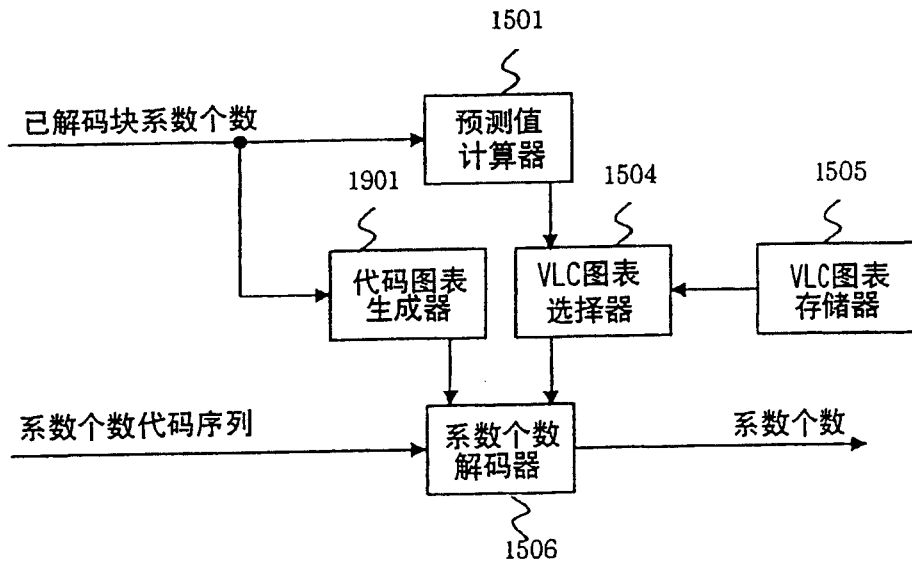 1501
已解码块系数个数
预测值
计算器
1901
1504
1505
代码图表
生成器
VLC图表
选择器
VLC图表
存储器
系数个数代码序列
系数个数
解码器
系数个数
1506